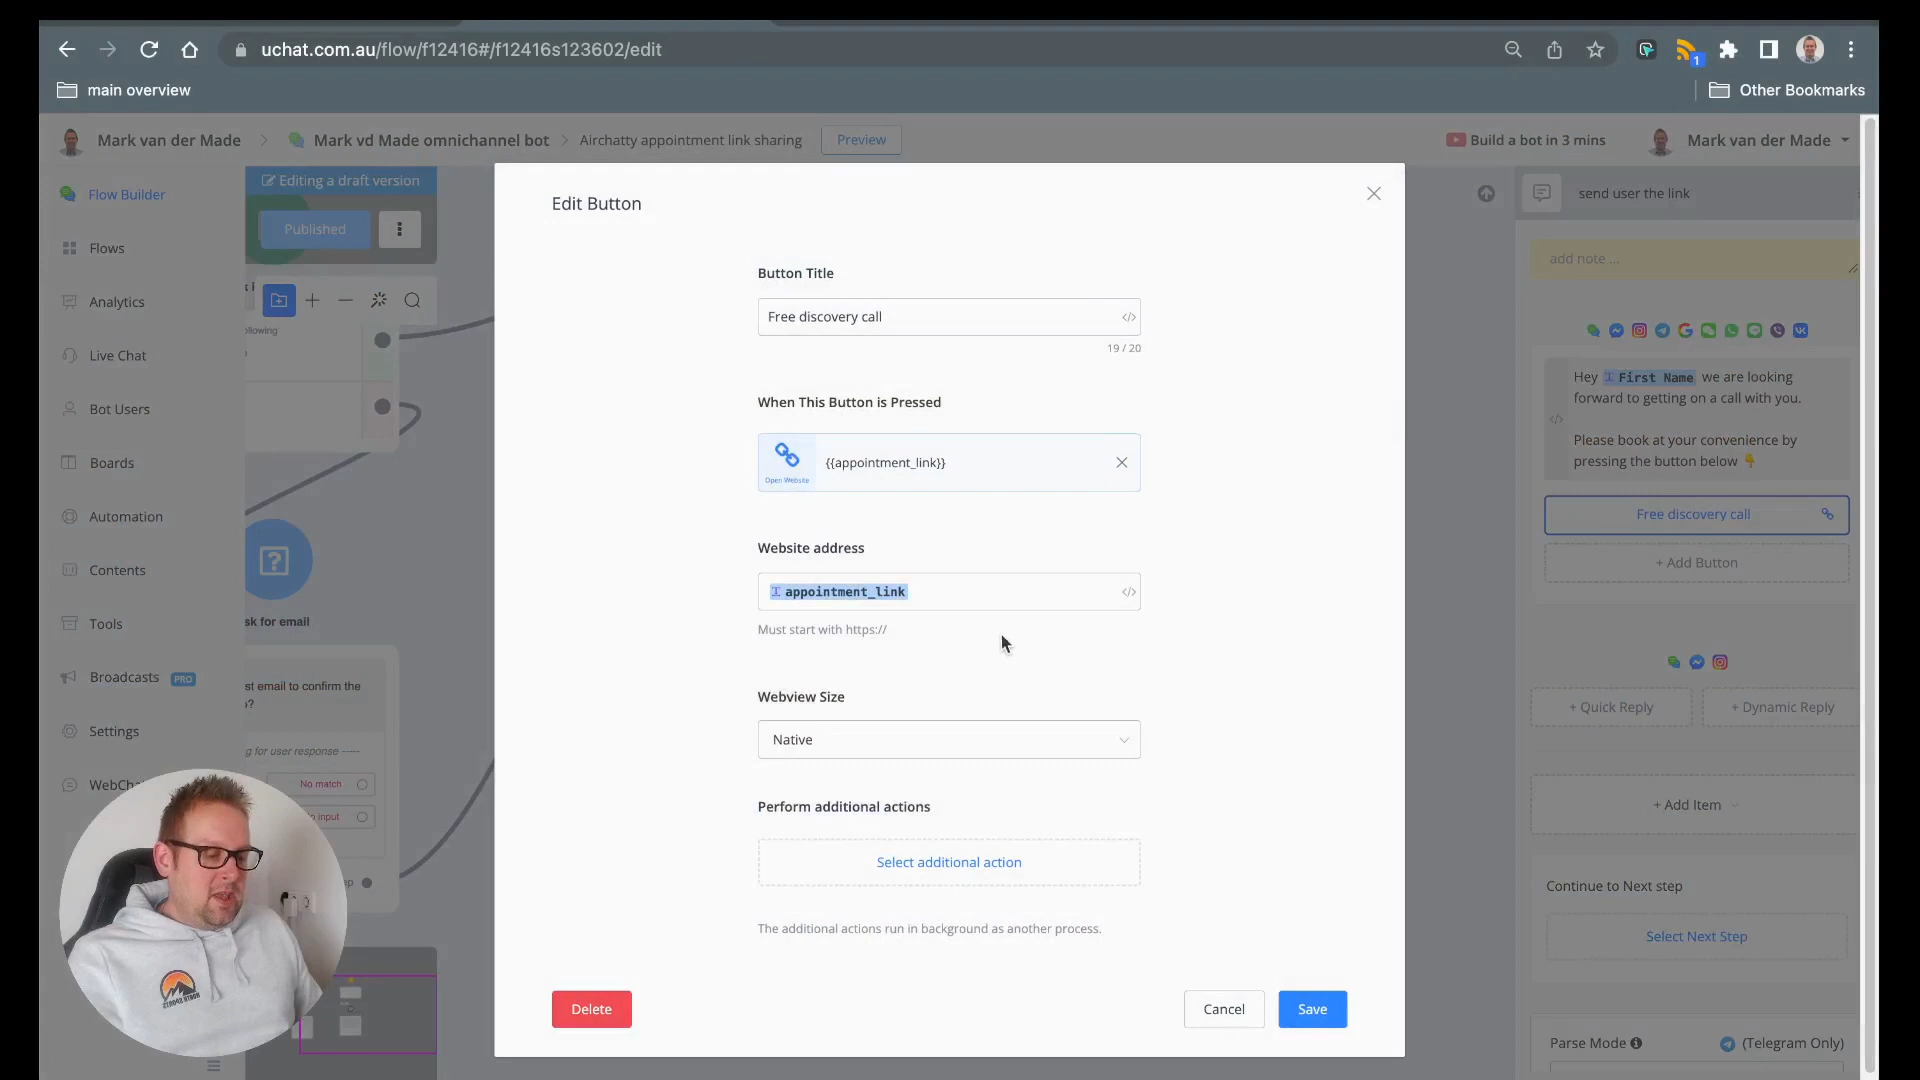 uchat.com.au/flow/f12416#/f12416s123602/edit
1
main overview
Other Bookmarks
Mark van der Made
Mark vd Made omnichannel bot
Airchatty appointment link sharing
Preview
Build a bot in 3 mins
Mark van der Made
Flow Builder
Flows
Analytics
Live Chat
Bot Users
Boards
Automation
Contents
Tools
Broadcasts PRO
Settings
WebCh
Editing a draft version
Published
llowing
sk for email
st email to confirm the
?
g for user response -----
No match
input
Edit Button
Button Title
Free discovery call
19 / 20
When This Button is Pressed
Open Website
{{appointment_link}}
Website address
appointment_link
Must start with https://
Webview Size
Native
Perform additional actions
Select additional action
The additional actions run in background as another process.
Delete
Cancel
Save
send user the link
add note ...
Hey First Name we are looking
forward to getting on a call with you.
Please book at your convenience by
pressing the button below 👇
Free discovery call
+ Add Button
+ Quick Reply
+ Dynamic Reply
+ Add Item
Continue to Next step
Select Next Step
Parse Mode
(Telegram Only)